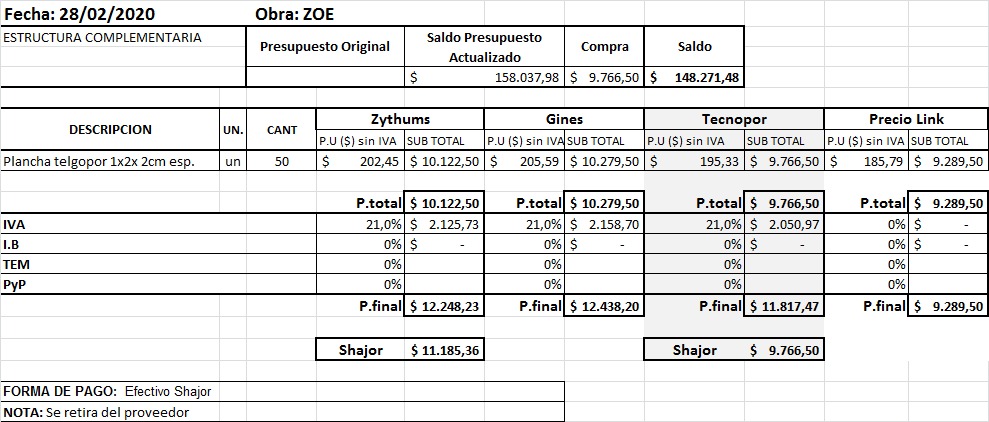 Fecha: 28/02/2020 Obra: ZOE
ESTRUCTURA COMPLEMENTARIA Presupuesto Original Saldo Presupuesto Actualizado Compra Saldo
$ 158.037,98 $ 9.766,50 $ 148.271,48
DESCRIPCION UN. CANT Zythums Gines Tecnopor Precio Link
P.U ($) sin IVA SUB TOTAL P.U ($) sin IVA SUB TOTAL P.U ($) sin IVA SUB TOTAL P.U ($) sin IVA SUB TOTAL
Plancha telgopor 1x2x 2cm esp. un 50 $ 202,45 $ 10.122,50 $ 205,59 $ 10.279,50 $ 195,33 $ 9.766,50 $ 185,79 $ 9.289,50
P.total $ 10.122,50 P.total $ 10.279,50 P.total $ 9.766,50 P.total $ 9.289,50
IVA 21,0% $ 2.125,73 21,0% $ 2.158,70 21,0% $ 2.050,97 0% $ -
I.B 0% $ - 0% $ - 0% $ - 0% $ -
TEM 0% 0% 0% 0%
PyP 0% 0% 0% 0%
P.final $ 12.248,23 P.final $ 12.438,20 P.final $ 11.817,47 P.final $ 9.289,50
Shajor $ 11.185,36 Shajor $ 9.766,50
FORMA DE PAGO: Efectivo Shajor
NOTA: Se retira del proveedor